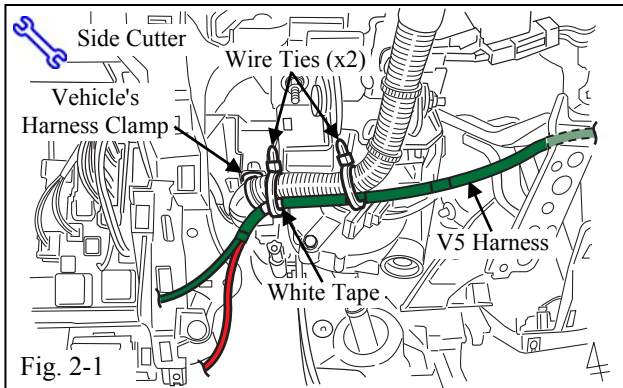 Side Cutter
Wire Ties (x2)
Vehicle's
Harness Clamp
V5 Harness
White Tape
Fig. 2-1